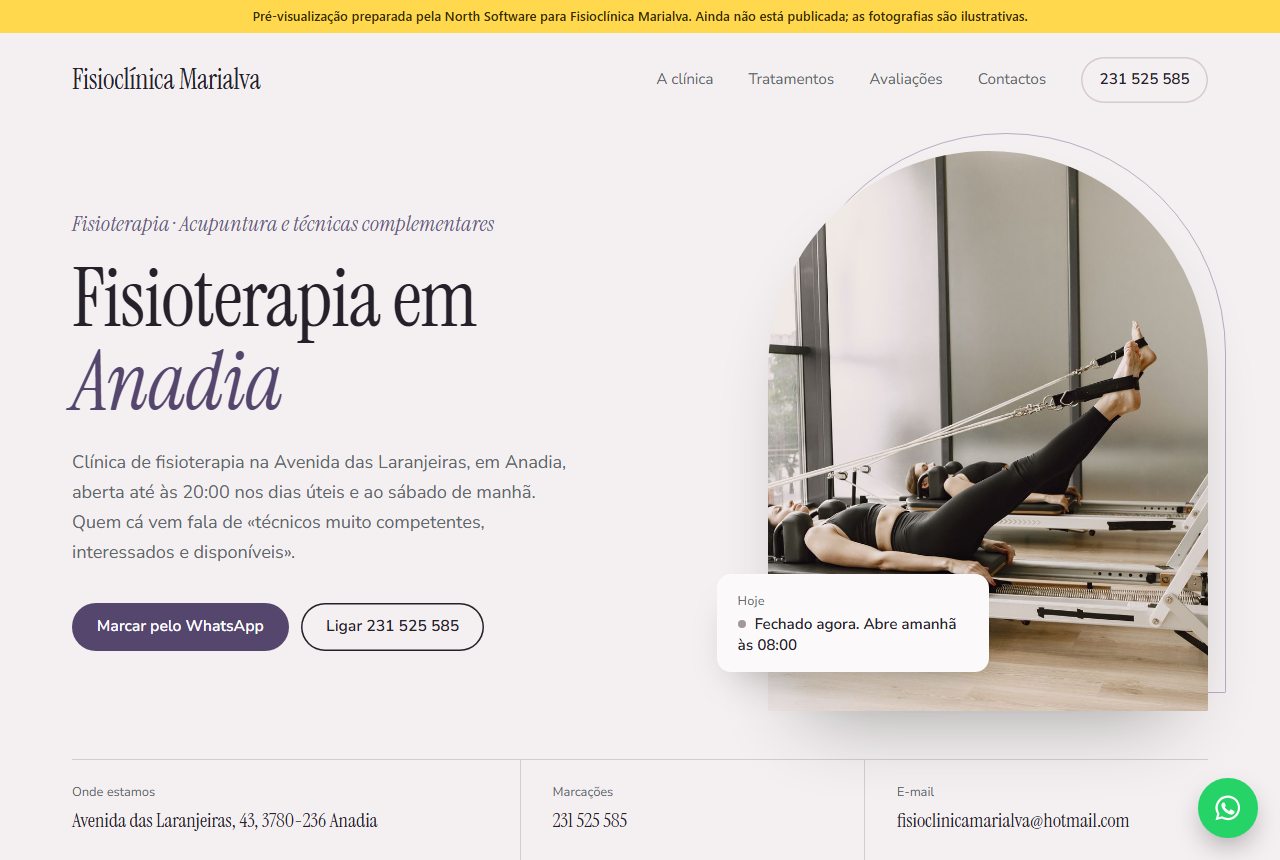 Pré-visualização preparada pela North Software para Fisioclínica Marialva. Ainda não está publicada; as fotografias são ilustrativas.
Fisioclínica Marialva
A clínica
Tratamentos
Avaliações
Contactos
231 525 585
Fisioterapia · Acupuntura e técnicas complementares
Fisioterapia em
Anadia
Clínica de fisioterapia na Avenida das Laranjeiras, em Anadia,
aberta até às 20:00 nos dias úteis e ao sábado de manhã.
Quem cá vem fala de «técnicos muito competentes,
interessados e disponíveis».
Marcar pelo WhatsApp
Ligar 231 525 585
Hoje
Fechado agora. Abre amanhã
às 08:00
Onde estamos
Avenida das Laranjeiras, 43, 3780-236 Anadia
Marcações
231 525 585
E-mail
fisioclinicamarialva@hotmail.com